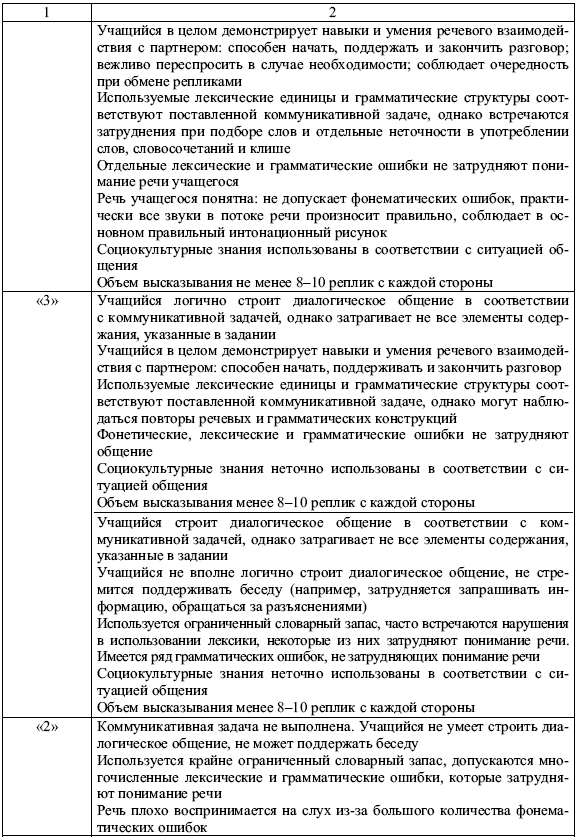 1 2
Учащийся в целом демонстрирует навыки и умения речевого взаимодей-
ствия с партнером: способен начать, поддержать и закончить разговор;
вежливо переспросить в случае необходимости; соблюдает очередность
при обмене репликами
Используемые лексические единицы и грамматические структуры соот-
ветствуют поставленной коммуникативной задаче, однако встречаются
затруднения при подборе слов и отдельные неточности в употреблении
слов, словосочетаний и клише
Отдельные лексические и грамматические ошибки не затрудняют пони-
мание речи учащегося
Речь учащегося понятна: не допускает фонематических ошибок, практи-
чески все звуки в потоке речи произносит правильно, соблюдает в ос-
новном правильный интонационный рисунок
Социокультурные знания использованы в соответствии с ситуацией об-
щения
Объем высказывания не менее 8–10 реплик с каждой стороны
«3» Учащийся логично строит диалогическое общение в соответствии
с коммуникативной задачей, однако затрагивает не все элементы содер-
жания, указанные в задании
Учащийся в целом демонстрирует навыки и умения речевого взаимодей-
ствия с партнером: способен начать, поддерживать и закончить разговор
Используемые лексические единицы и грамматические структуры соот-
ветствуют поставленной коммуникативной задаче, однако могут наблю-
даться повторы речевых и грамматических конструкций
Фонетические, лексические и грамматические ошибки не затрудняют
общение
Социокультурные знания неточно использованы в соответствии с си-
туацией общения
Объем высказывания менее 8–10 реплик с каждой стороны
Учащийся строит диалогическое общение в соответствии с ком-
муникативной задачей, однако затрагивает не все элементы содержания,
указанные в задании
Учащийся не вполне логично строит диалогическое общение, не стре-
мится поддерживать беседу (например, затрудняется запрашивать ин-
формацию, обращаться за разъяснениями)
Используется ограниченный словарный запас, часто встречаются нарушения
в использовании лексики, некоторые из них затрудняют понимание речи.
Имеется ряд грамматических ошибок, не затрудняющих понимание речи
Социокультурные знания неточно использованы в соответствии с си-
туацией общения
Объем высказывания менее 8–10 реплик с каждой стороны
«2» Коммуникативная задача не выполнена. Учащийся не умеет строить диа-
логическое общение, не может поддержать беседу
Используется крайне ограниченный словарный запас, допускаются мно-
гочисленные лексические и грамматические ошибки, которые затрудня-
ют понимание речи
Речь плохо воспринимается на слух из-за большого количества фонема-
тических ошибок